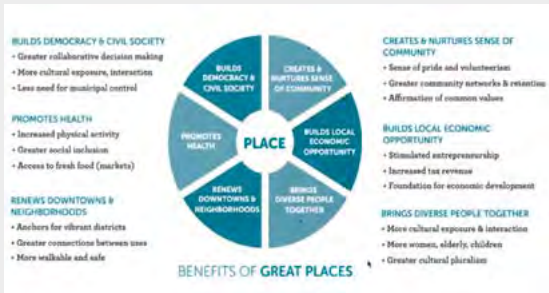 BUILDS DEMOCRACY & CIVIL SOCIETY
• Greater collaborative decision making
• More cultural exposure, interaction
• Less need for municipal control
PROMOTES HEALTH
• Increased physical activity
• Greater social inclusion
• Access to fresh food (markets)
RENEWS DOWNTOWNS &
NEIGHBORHOODS
• Anchors for vibrant districts
• Greater connections between uses
• More walkable and safe
BUILDS
DEMOCRACY &
CIVIL SOCIETY
CREATES &
NURTURES SENSE
OF COMMUNITY
PROMOTES
HEALTH
PLACE
BUILDS LOCAL
ECONOMIC
OPPORTUNITY
RENEWS
DOWNTOWNS &
NEIGHBORHOODS
BRINGS
DIVERSE PEOPLE
TOGETHER
BENEFITS OF GREAT PLACES
CREATES & NURTURES SENSE OF
COMMUNITY
• Sense of pride and volunteerism
• Greater community networks & retention
• Affirmation of common values
BUILDS LOCAL ECONOMIC
OPPORTUNITY
• Stimulated entrepreneurship
• Increased tax revenue
• Foundation for economic development
BRINGS DIVERSE PEOPLE TOGETHER
• More cultural exposure & interaction
• More women, elderly, children
• Greater cultural pluralism